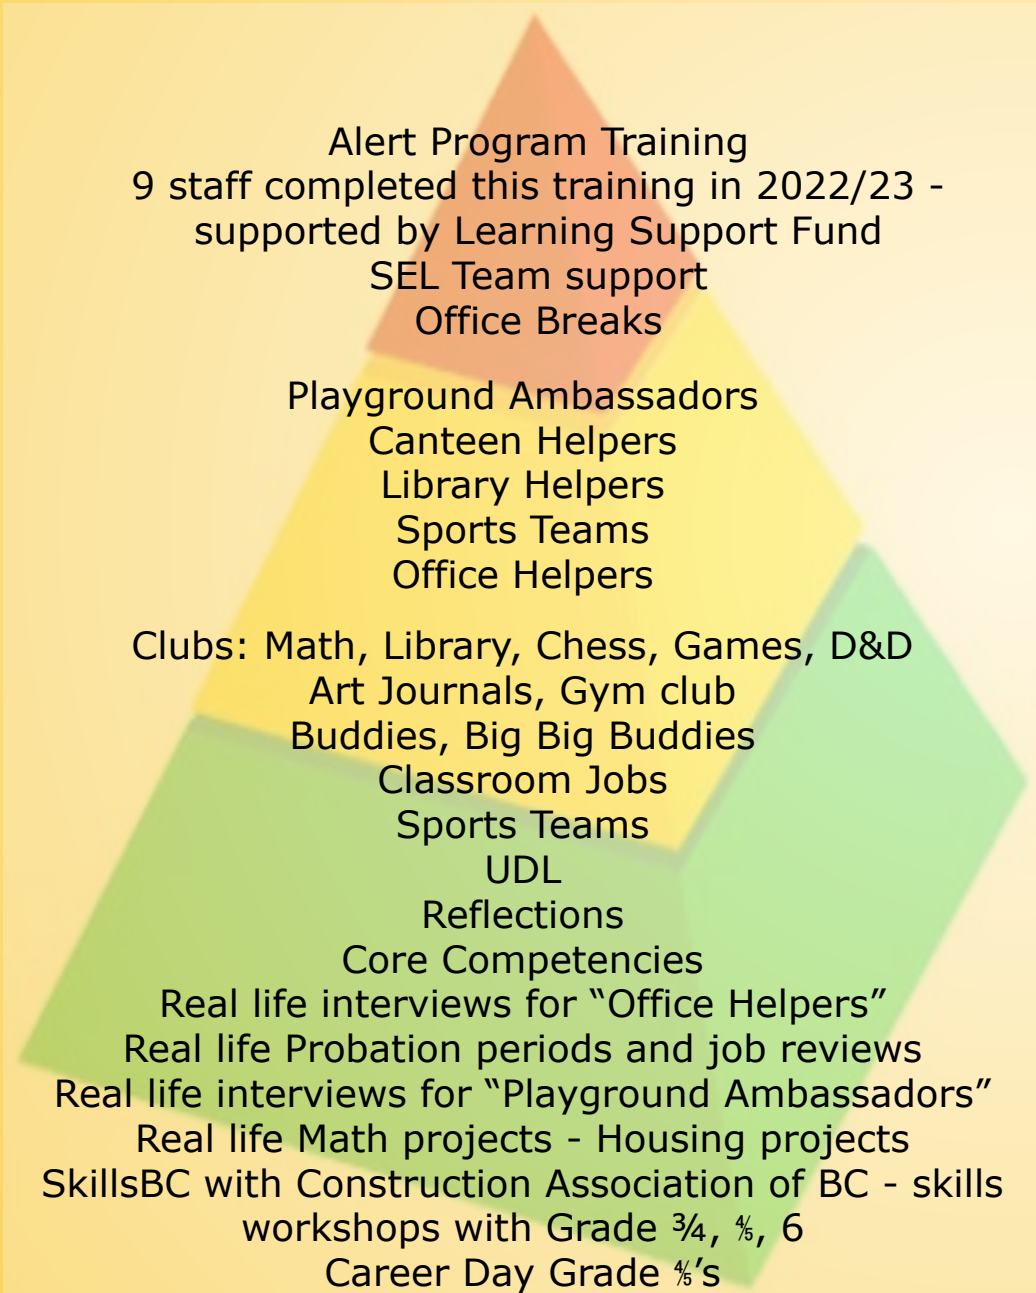 Alert Program Training
9 staff completed this training in 2022/23 -
supported by Learning Support Fund
SEL Team support
Office Breaks
Playground Ambassadors
Canteen Helpers
Library Helpers
Sports Teams
Office Helpers
Clubs: Math, Library, Chess, Games, D&D
Art Journals, Gym club
Buddies, Big Big Buddies
Classroom Jobs
Sports Teams
UDL
Reflections
Core Competencies
Real life interviews for “Office Helpers”
Real life Probation periods and job reviews
Real life interviews for “Playground Ambassadors”
Real life Math projects - Housing projects
SkillsBC with Construction Association of BC - skills
workshops with Grade ¾, ⅘, 6
Career Day Grade ⅘’s